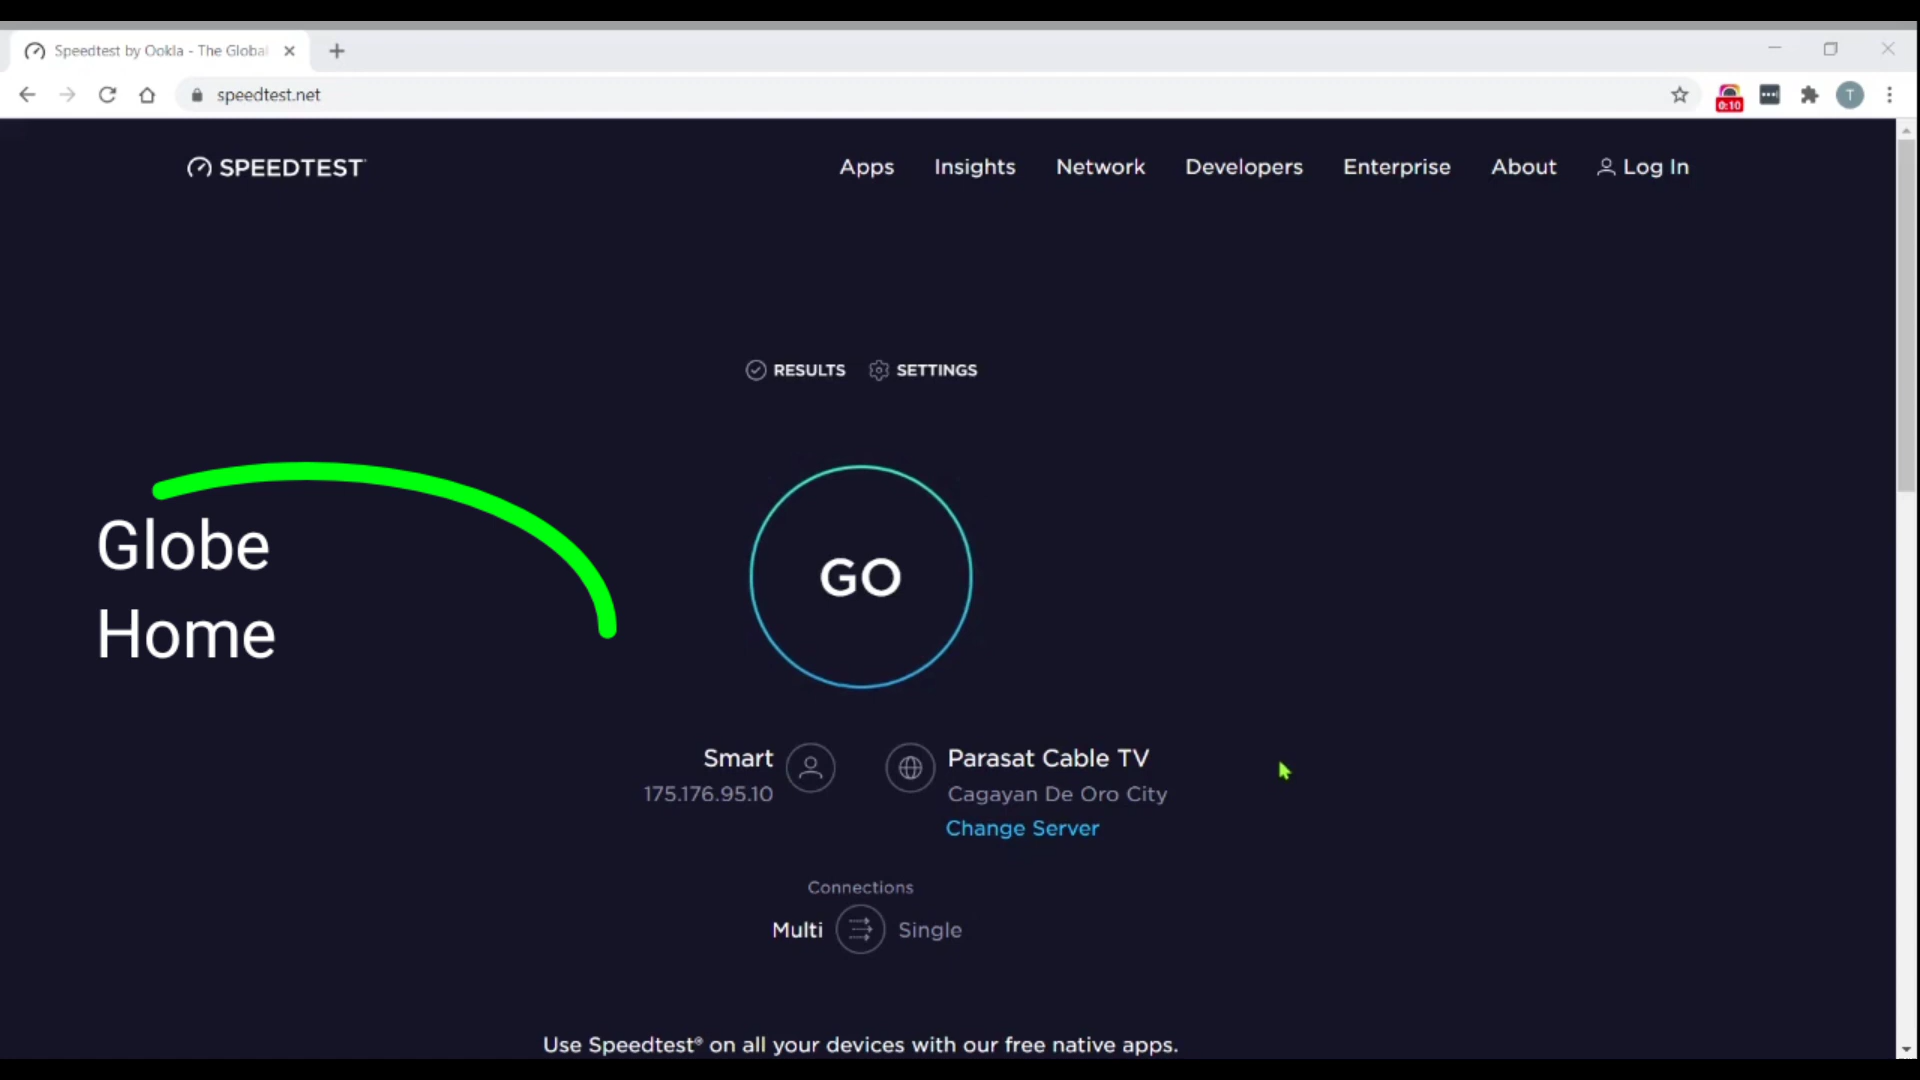 Speedtest by Ookla - The Global
speedtest.net
0:10
T
SPEEDTEST
Apps Insights Network Developers Enterprise About Log In
RESULTS SETTINGS
Globe
Home
GO
Smart
175.176.95.10
Parasat Cable TV
Cagayan De Oro City
Change Server
Connections
Multi Single
Use Speedtest® on all your devices with our free native apps.